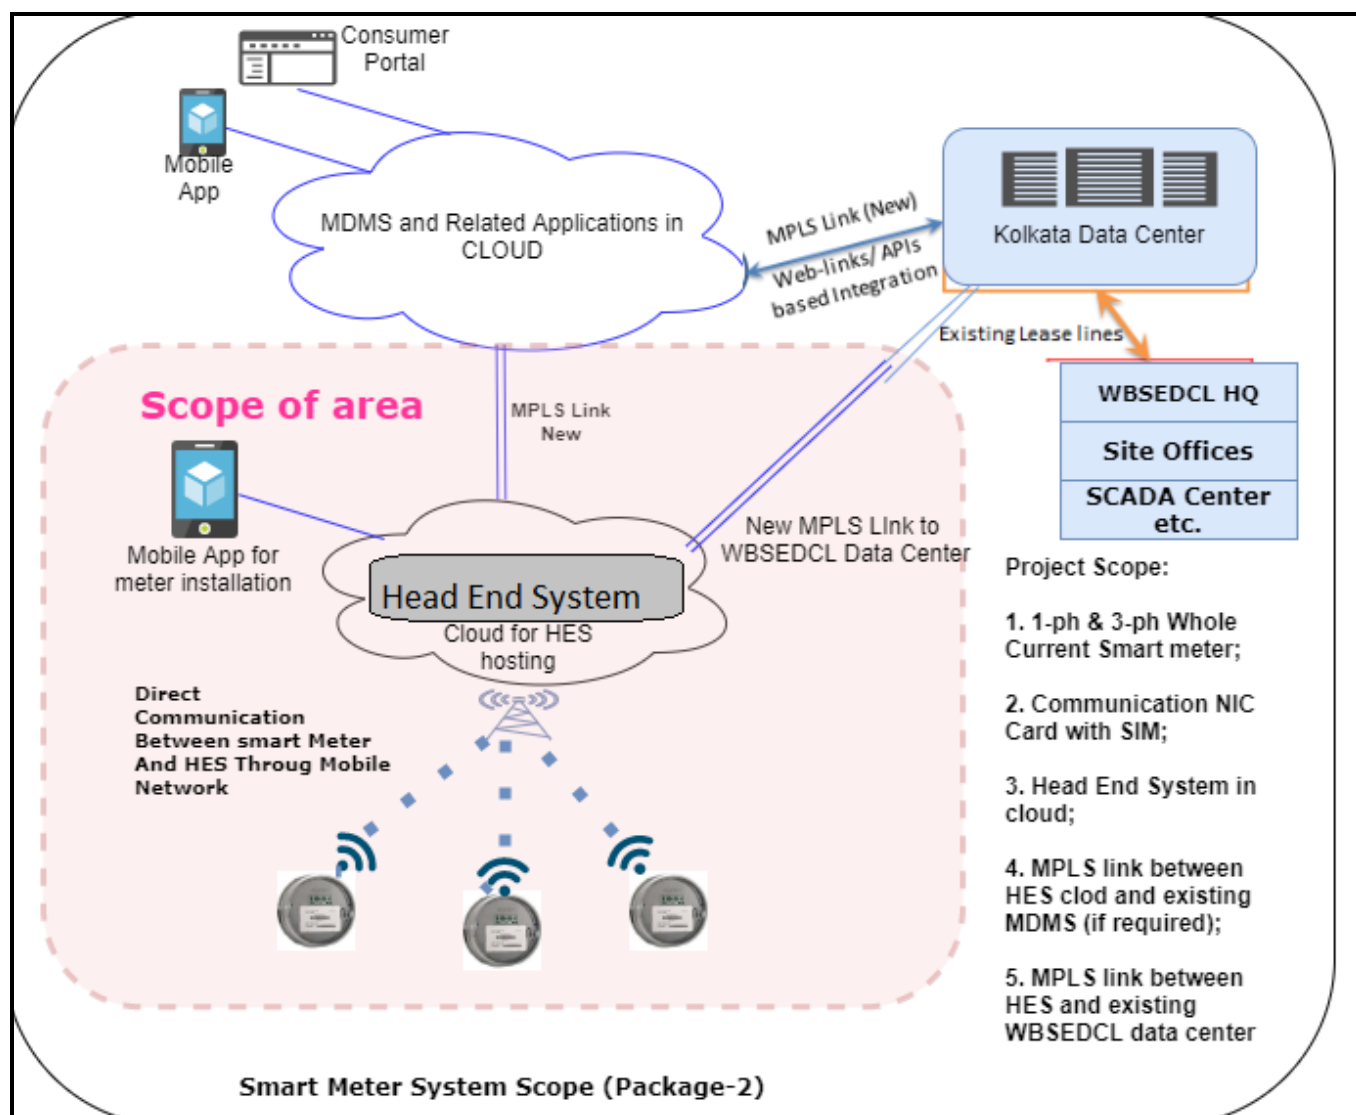 Consumer
Portal
Mobile
App
MDMS and Related Applications in
CLOUD
MPLS Link (New)
Web-links/ APIs
based Integration
Kolkata Data Center
Existing Lease lines
WBSEDCL HQ
Site Offices
SCADA Center
etc.
Scope of area
MPLS Link
New
Mobile App for
meter installation
New MPLS LInk to
WBSEDCL Data Center
Head End System
Cloud for HES
hosting
Direct
Communication
Between smart Meter
And HES Throug Mobile
Network
Project Scope:
1. 1-ph & 3-ph Whole
Current Smart meter;
2. Communication NIC
Card with SIM;
3. Head End System in
cloud;
4. MPLS link between
HES clod and existing
MDMS (if required);
5. MPLS link between
HES and existing
WBSEDCL data center
Smart Meter System Scope (Package-2)